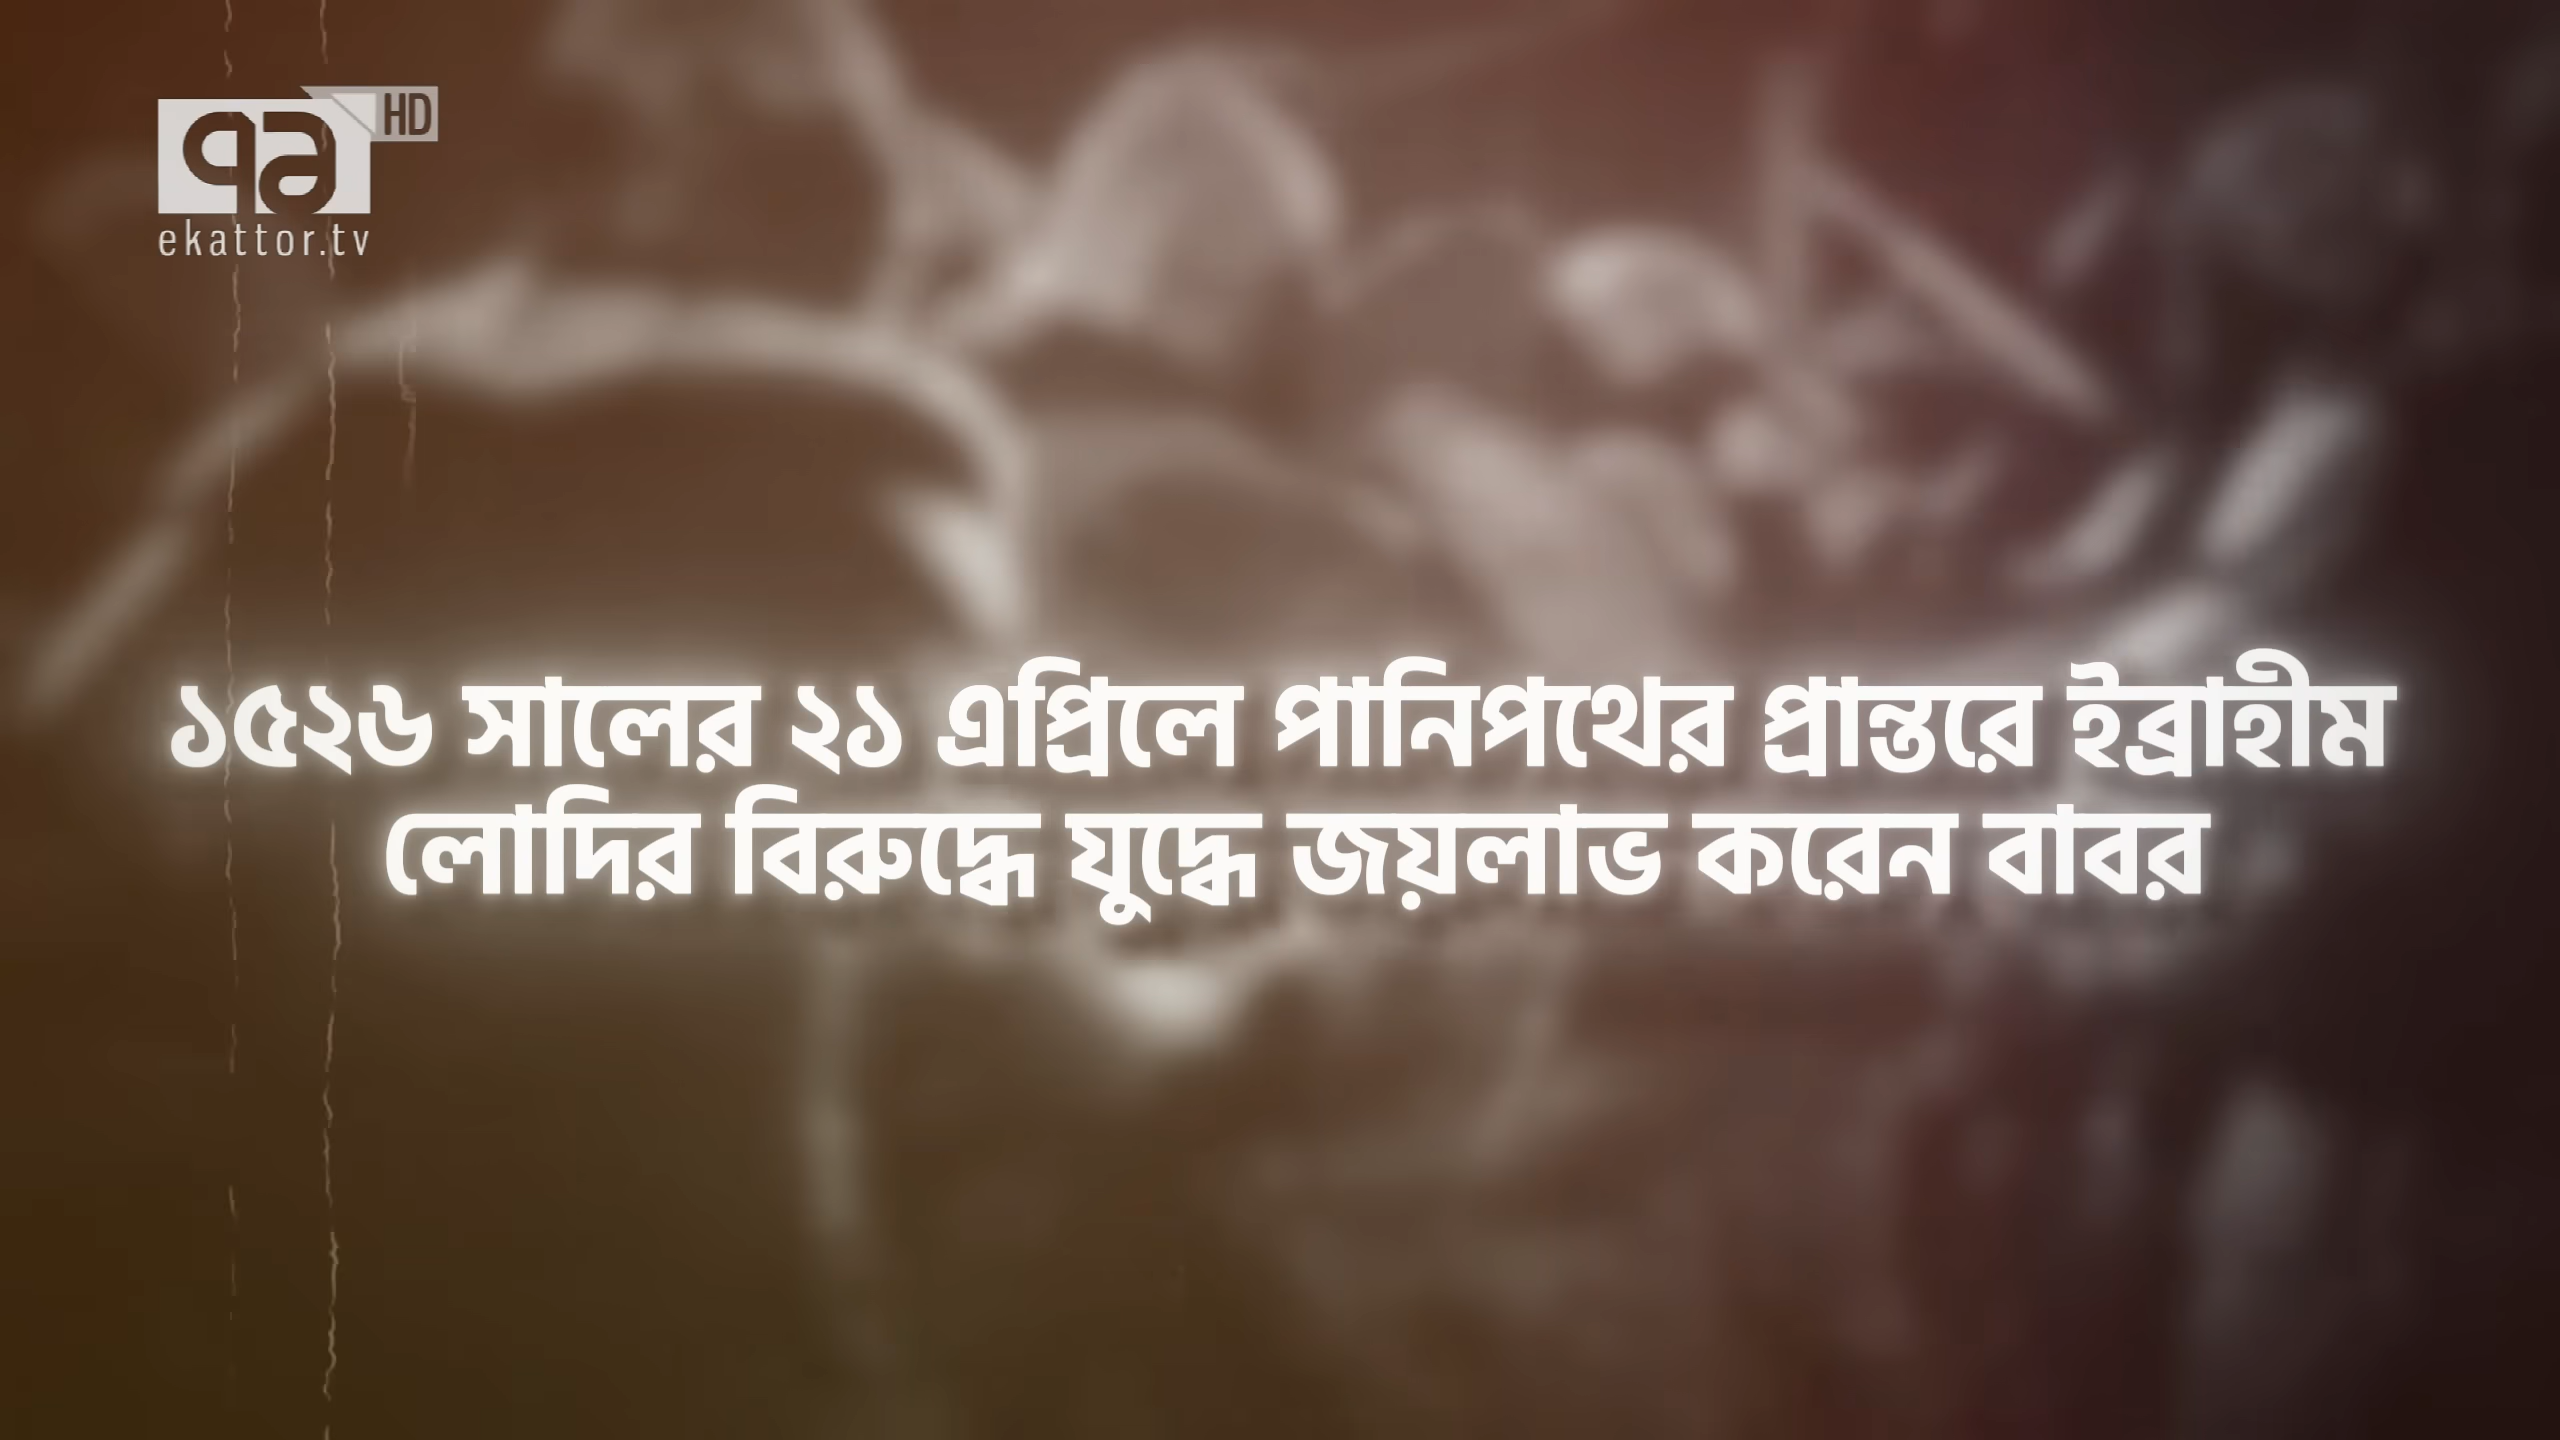 ৭১ HD
ekattor.tv
১৫২৬ সালের ২১ এপ্রিলে পানিপথের প্রান্তরে ইব্রাহীম
লোদির বিরুদ্ধে যুদ্ধে জয়লাভ করেন বাবর